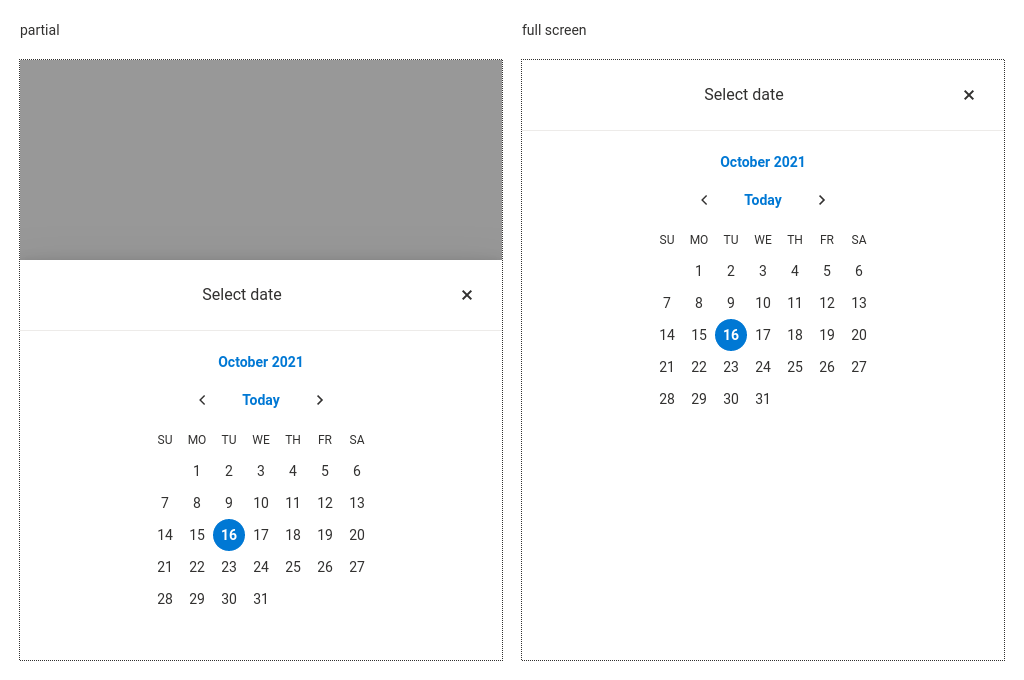 partial
Select date
×
October 2021
Today
SU MO TU WE TH FR SA
1 2 3 4 5 6
7 8 9 10 11 12 13
14 15 16 17 18 19 20
21 22 23 24 25 26 27
28 29 30 31
full screen
Select date
×
October 2021
Today
SU MO TU WE TH FR SA
1 2 3 4 5 6
7 8 9 10 11 12 13
14 15 16 17 18 19 20
21 22 23 24 25 26 27
28 29 30 31